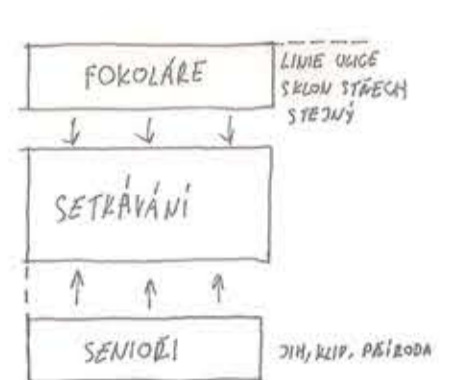 FOKOLÁRE
LINIE ULICE
SKLON STŘECH
STEJNÝ
SETKÁVÁNÍ
SENIOŘI
JIH, KLID, PŘÍRODA